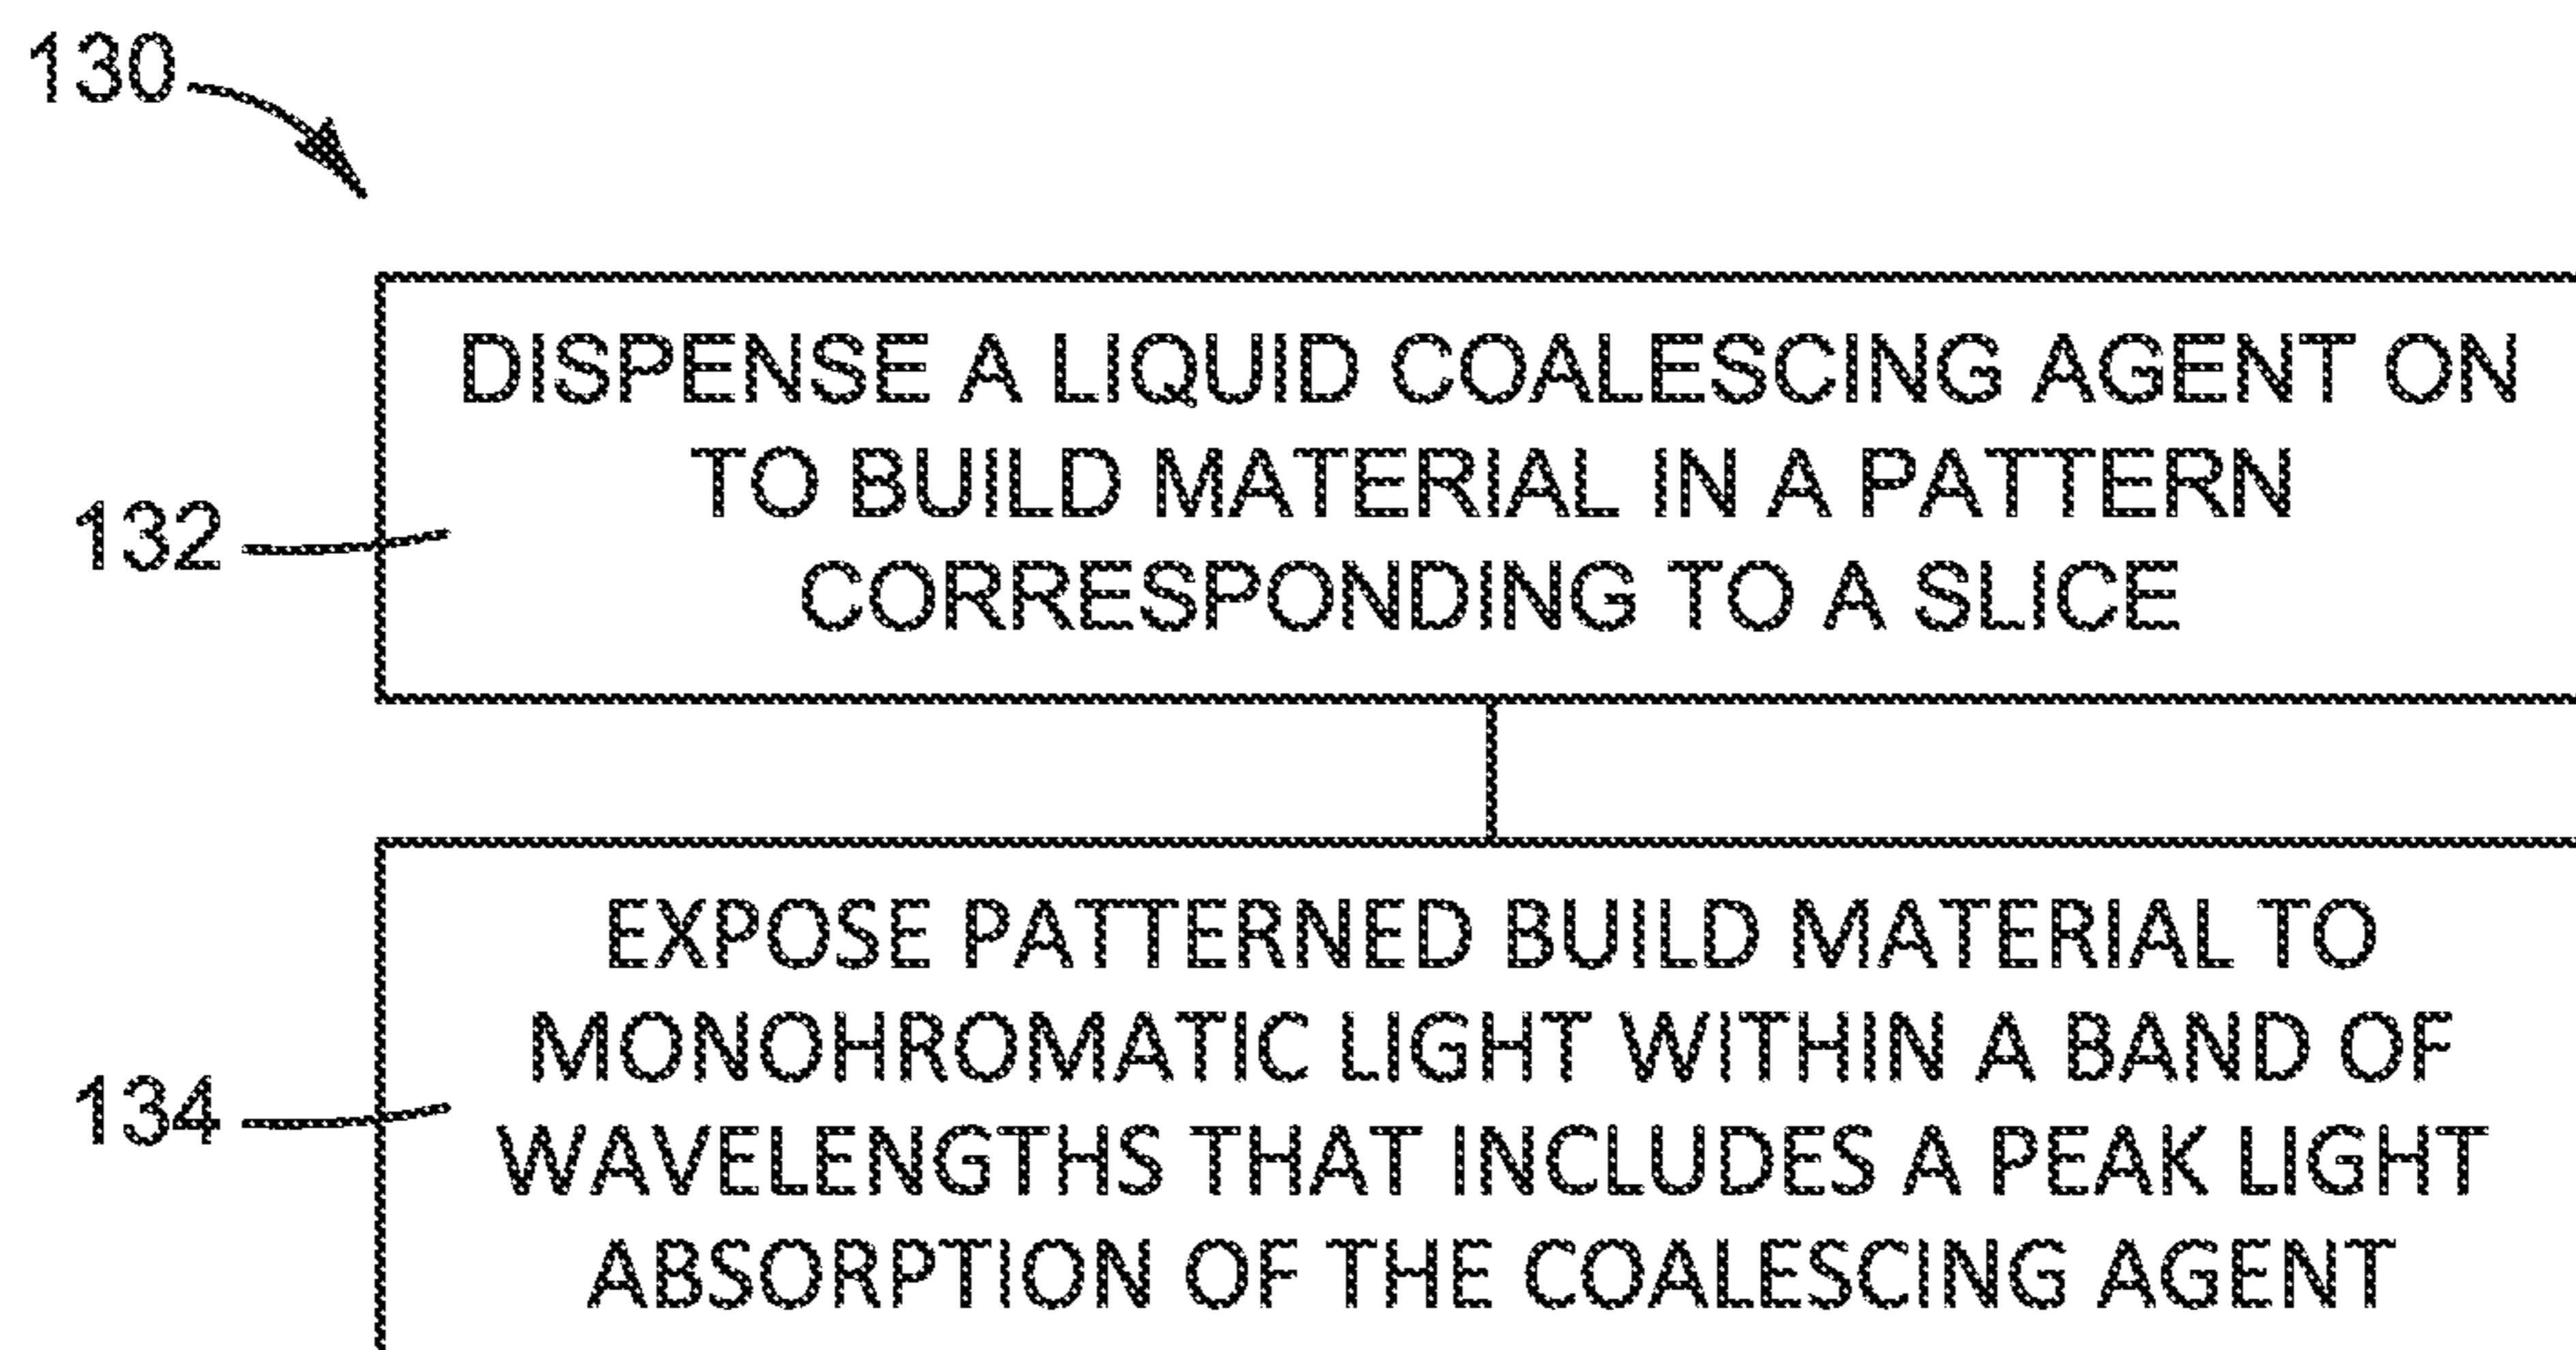 130
DISPENSE A LIQUID COALESCING AGENT ON
TO BUILD MATERIAL IN A PATTERN
CORRESPONDING TO A SLICE
132
EXPOSE PATTERNED BUILD MATERIAL TO
MONOHROMATIC LIGHT WITHIN A BAND OF
WAVELENGTHS THAT INCLUDES A PEAK LIGHT
ABSORPTION OF THE COALESCING AGENT
134